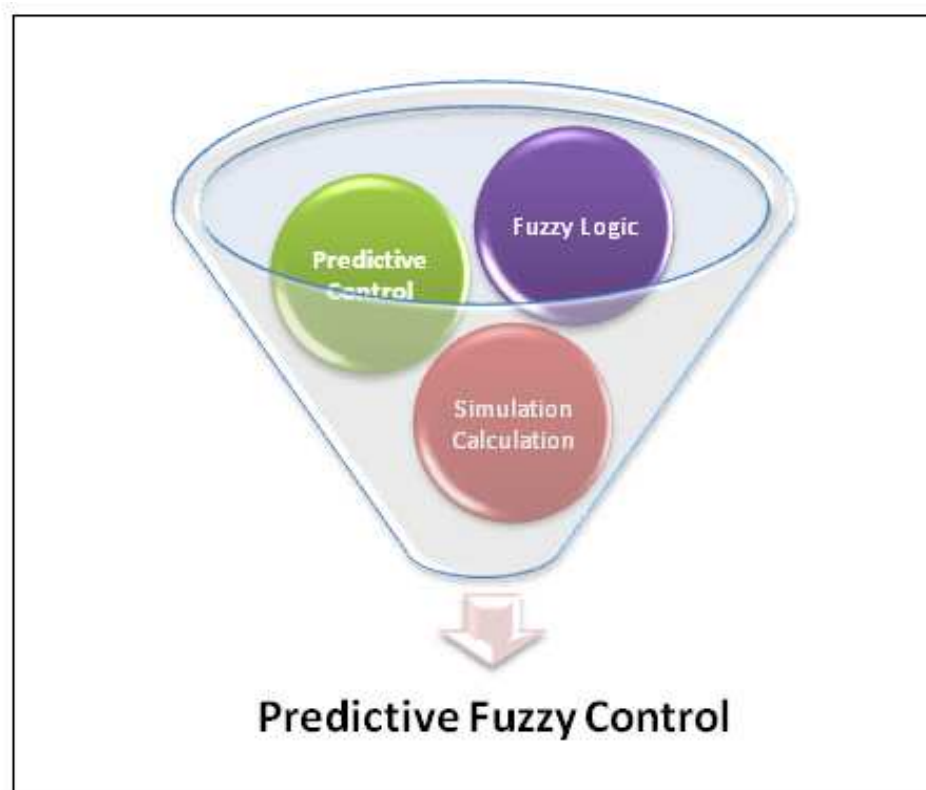 Fuzzy Logic
Predictive
Control
Simulation
Calculation
Predictive Fuzzy Control